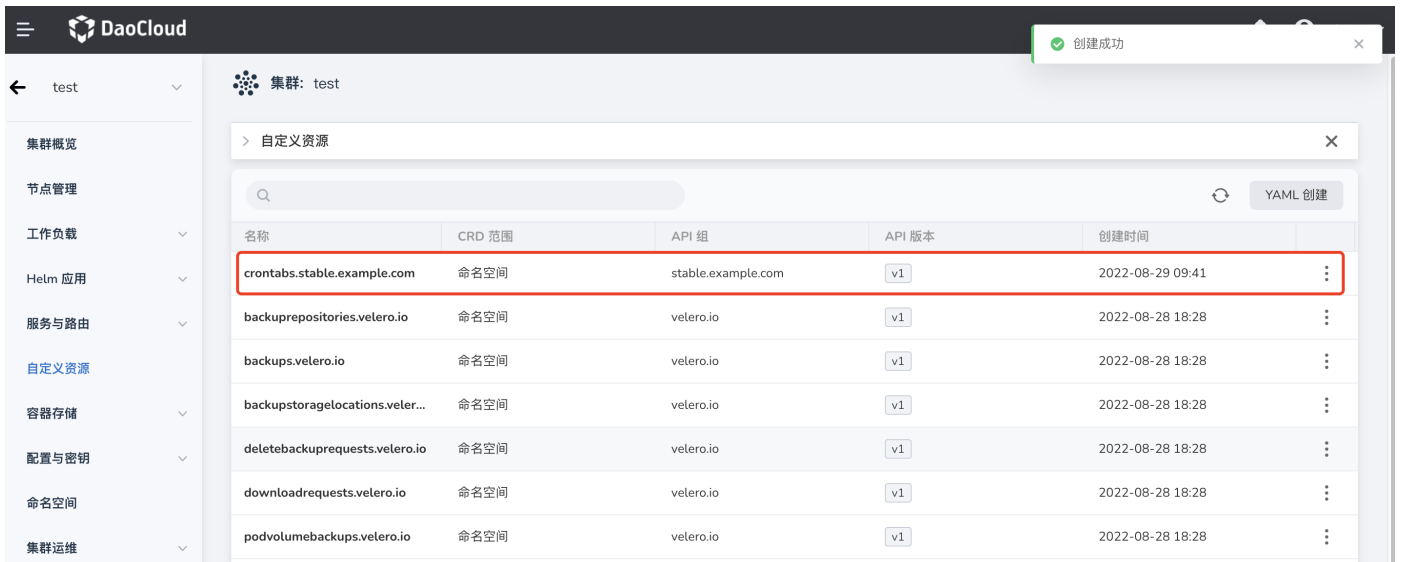 DaoCloud
创建成功
test
集群: test
集群概览
节点管理
工作负载
Helm 应用
服务与路由
自定义资源
容器存储
配置与密钥
命名空间
集群运维
自定义资源
YAML 创建
名称 CRD 范围 API 组 API 版本 创建时间
crontabs.stable.example.com 命名空间 stable.example.com v1 2022-08-29 09:41
backuprepositories.velero.io 命名空间 velero.io v1 2022-08-28 18:28
backups.velero.io 命名空间 velero.io v1 2022-08-28 18:28
backupstoragelocations.veler... 命名空间 velero.io v1 2022-08-28 18:28
deletebackuprequests.velero.io 命名空间 velero.io v1 2022-08-28 18:28
downloadrequests.velero.io 命名空间 velero.io v1 2022-08-28 18:28
podvolumebackups.velero.io 命名空间 velero.io v1 2022-08-28 18:28